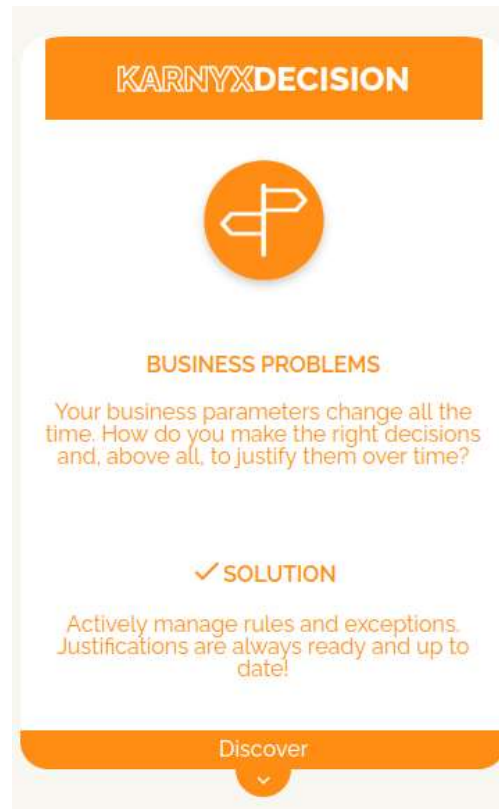 KARNYXDECISION
BUSINESS PROBLEMS
Your business parameters change all the
time. How do you make the right decisions
and, above all, to justify them over time?
SOLUTION
Actively manage rules and exceptions.
Justifications are always ready and up to
date!
Discover